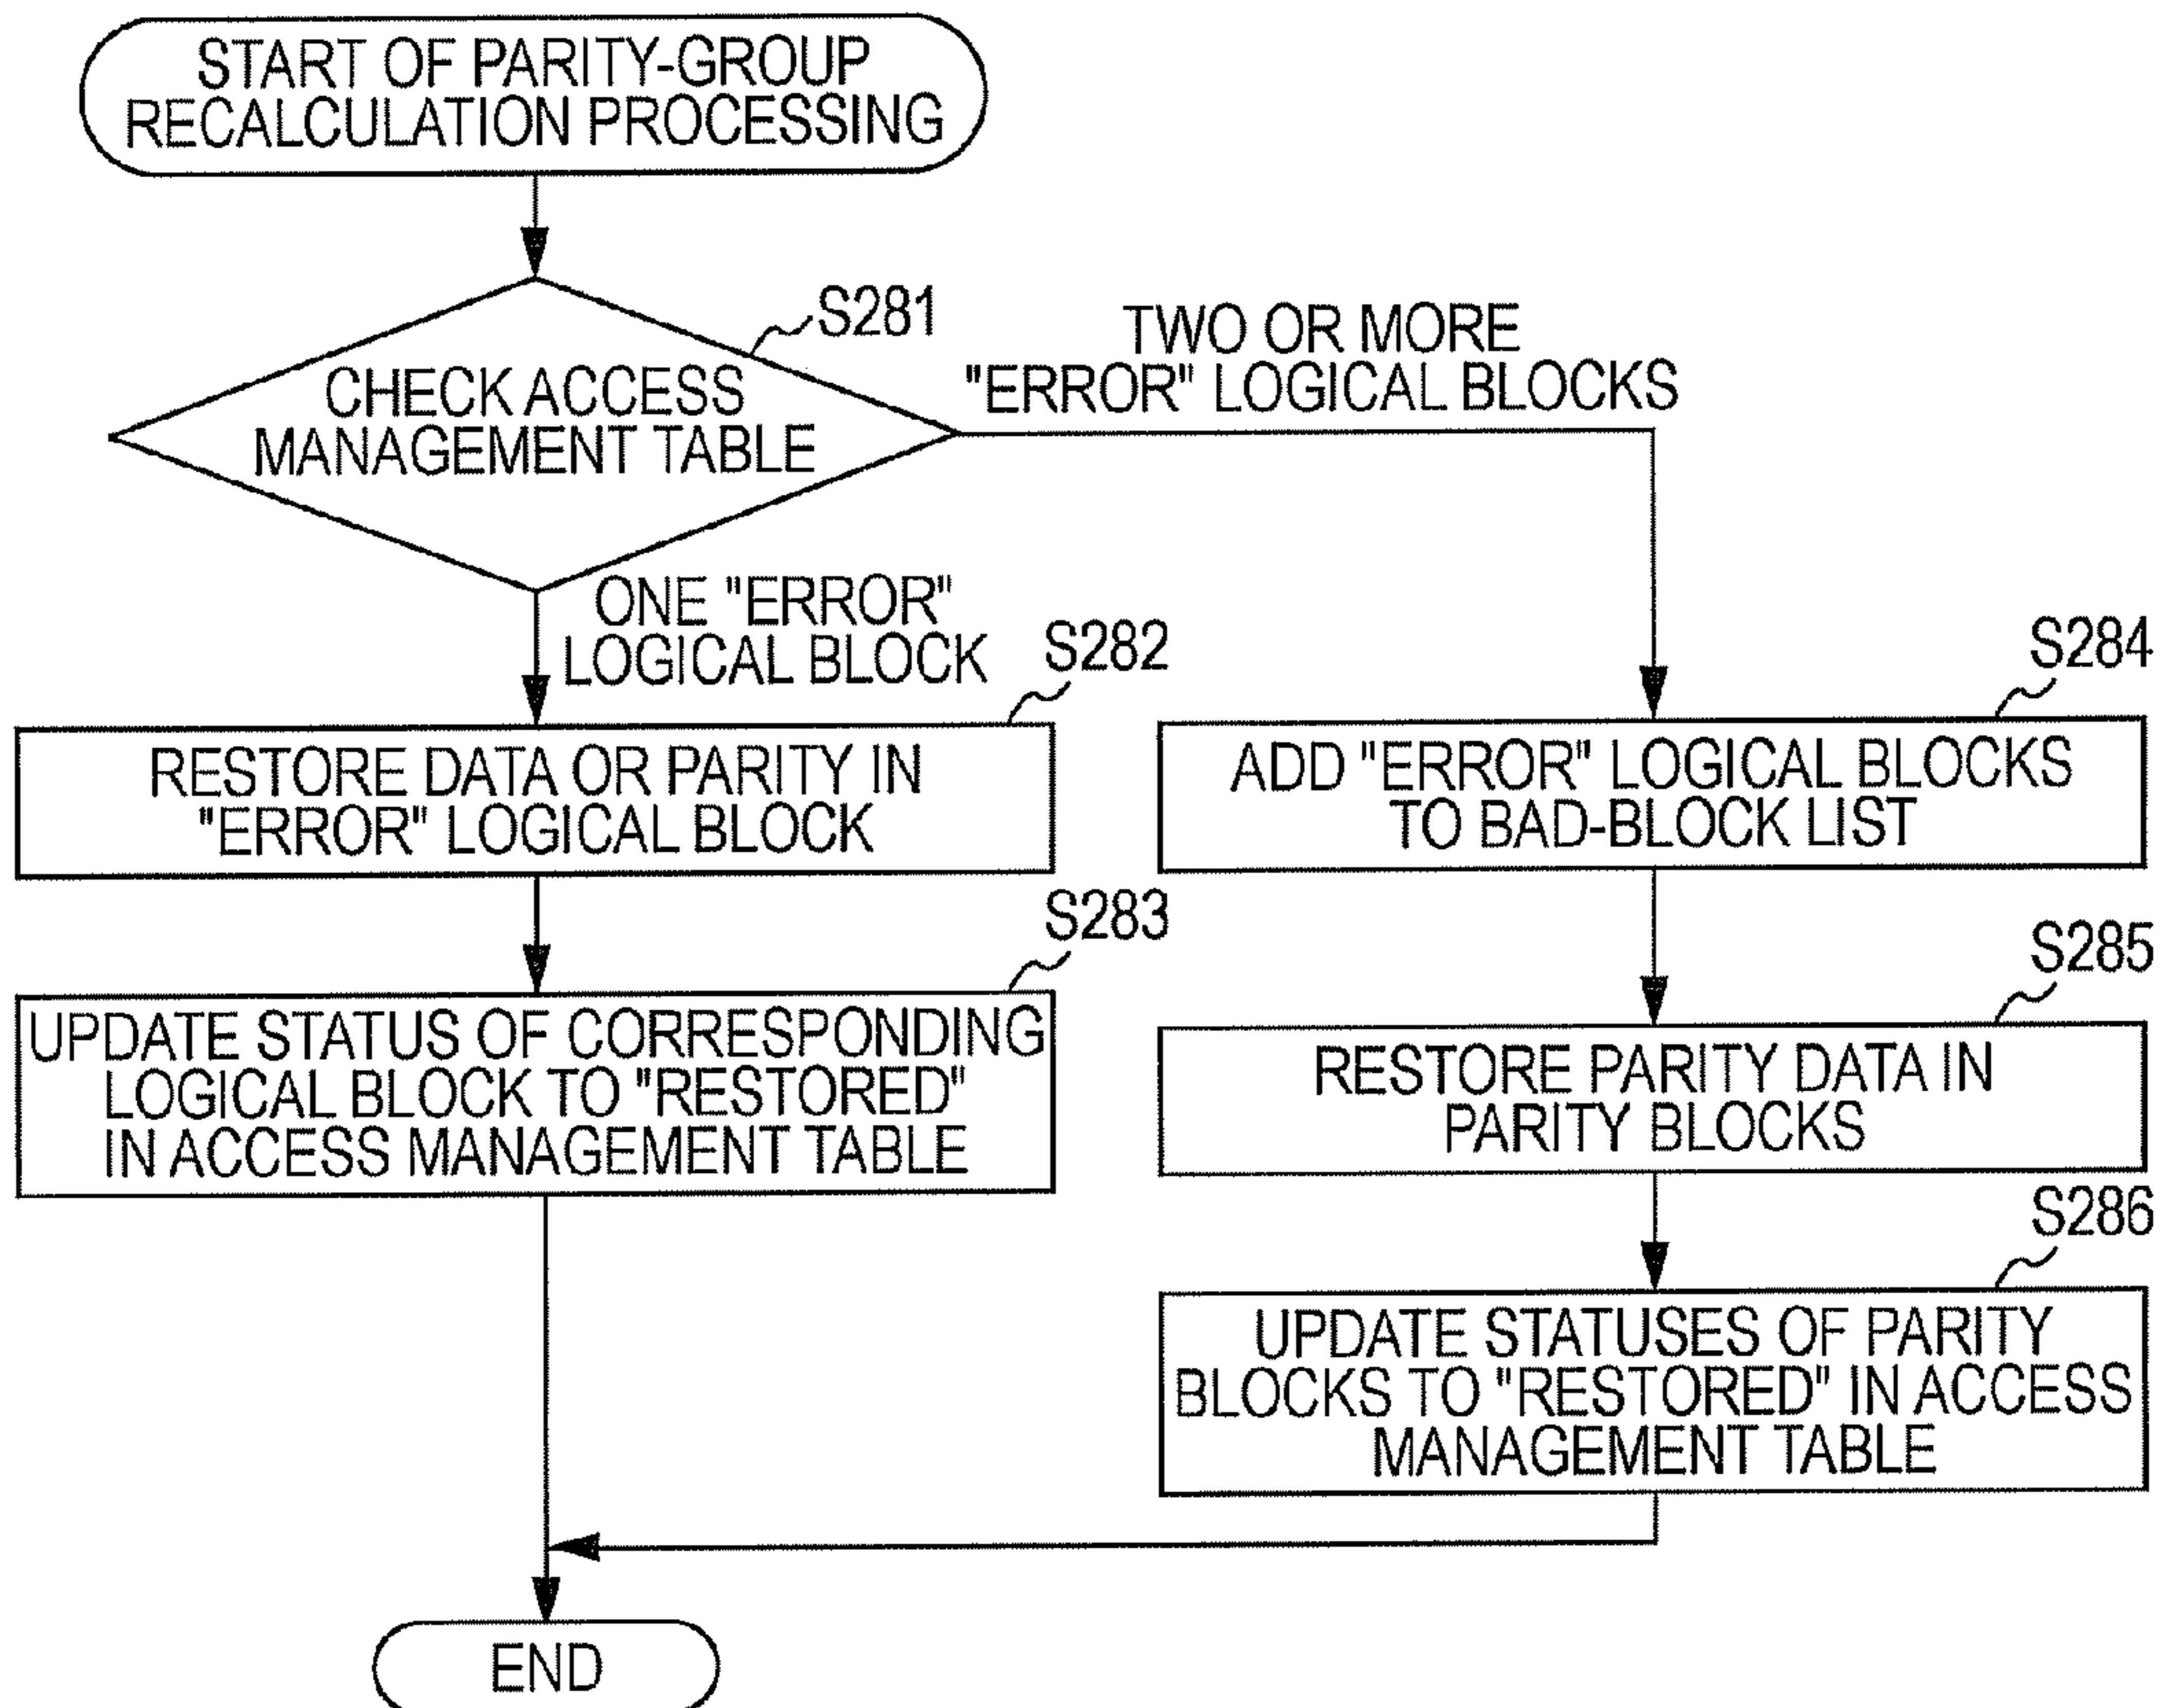 START OF PARITY-GROUP
RECALCULATION PROCESSING
S281
CHECK ACCESS
MANAGEMENT TABLE
TWO OR MORE
"ERROR" LOGICAL BLOCKS
ONE "ERROR"
LOGICAL BLOCK
S282
RESTORE DATA OR PARITY IN
"ERROR" LOGICAL BLOCK
S283
UPDATE STATUS OF CORRESPONDING
LOGICAL BLOCK TO "RESTORED"
IN ACCESS MANAGEMENT TABLE
S284
ADD "ERROR" LOGICAL BLOCKS
TO BAD-BLOCK LIST
S285
RESTORE PARITY DATA IN
PARITY BLOCKS
S286
UPDATE STATUSES OF PARITY
BLOCKS TO "RESTORED" IN ACCESS
MANAGEMENT TABLE
END